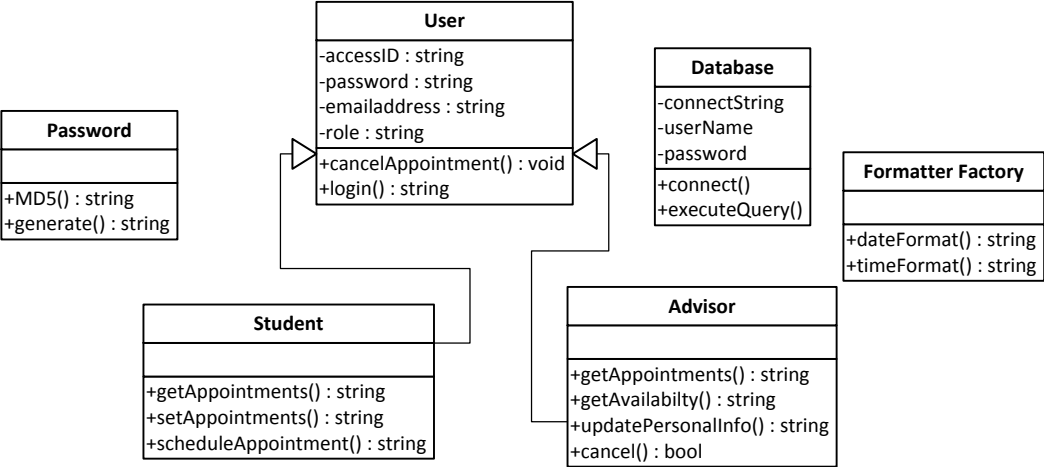 User
-accessID : string
-password : string
-emailaddress : string
-role : string
+cancelAppointment() : void
+login() : string
Database
-connectString
-userName
-password
+connect()
+executeQuery()
Password
+MD5() : string
+generate() : string
Formatter Factory
+dateFormat() : string
+timeFormat() : string
Student
+getAppointments() : string
+setAppointments() : string
+scheduleAppointment() : string
Advisor
+getAppointments() : string
+getAvailabilty() : string
+updatePersonalInfo() : string
+cancel() : bool